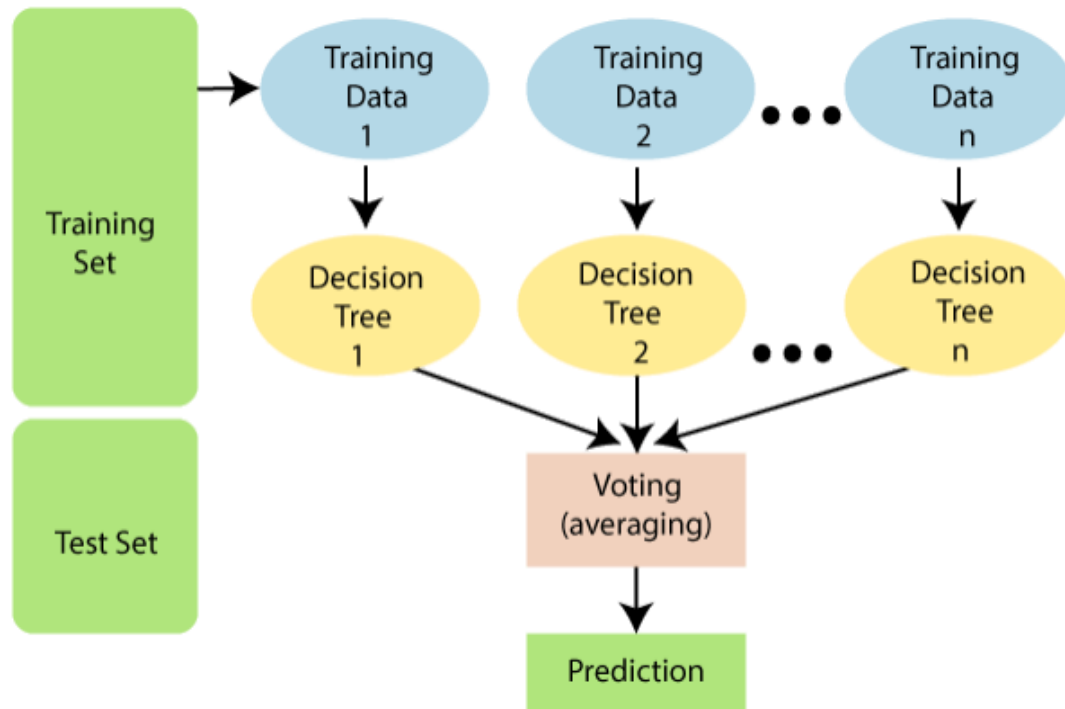 Training
Set
Test Set
Training
Data
1
Training
Data
2
Training
Data
n
Decision
Tree
1
Decision
Tree
2
Decision
Tree
n
Voting
(averaging)
Prediction